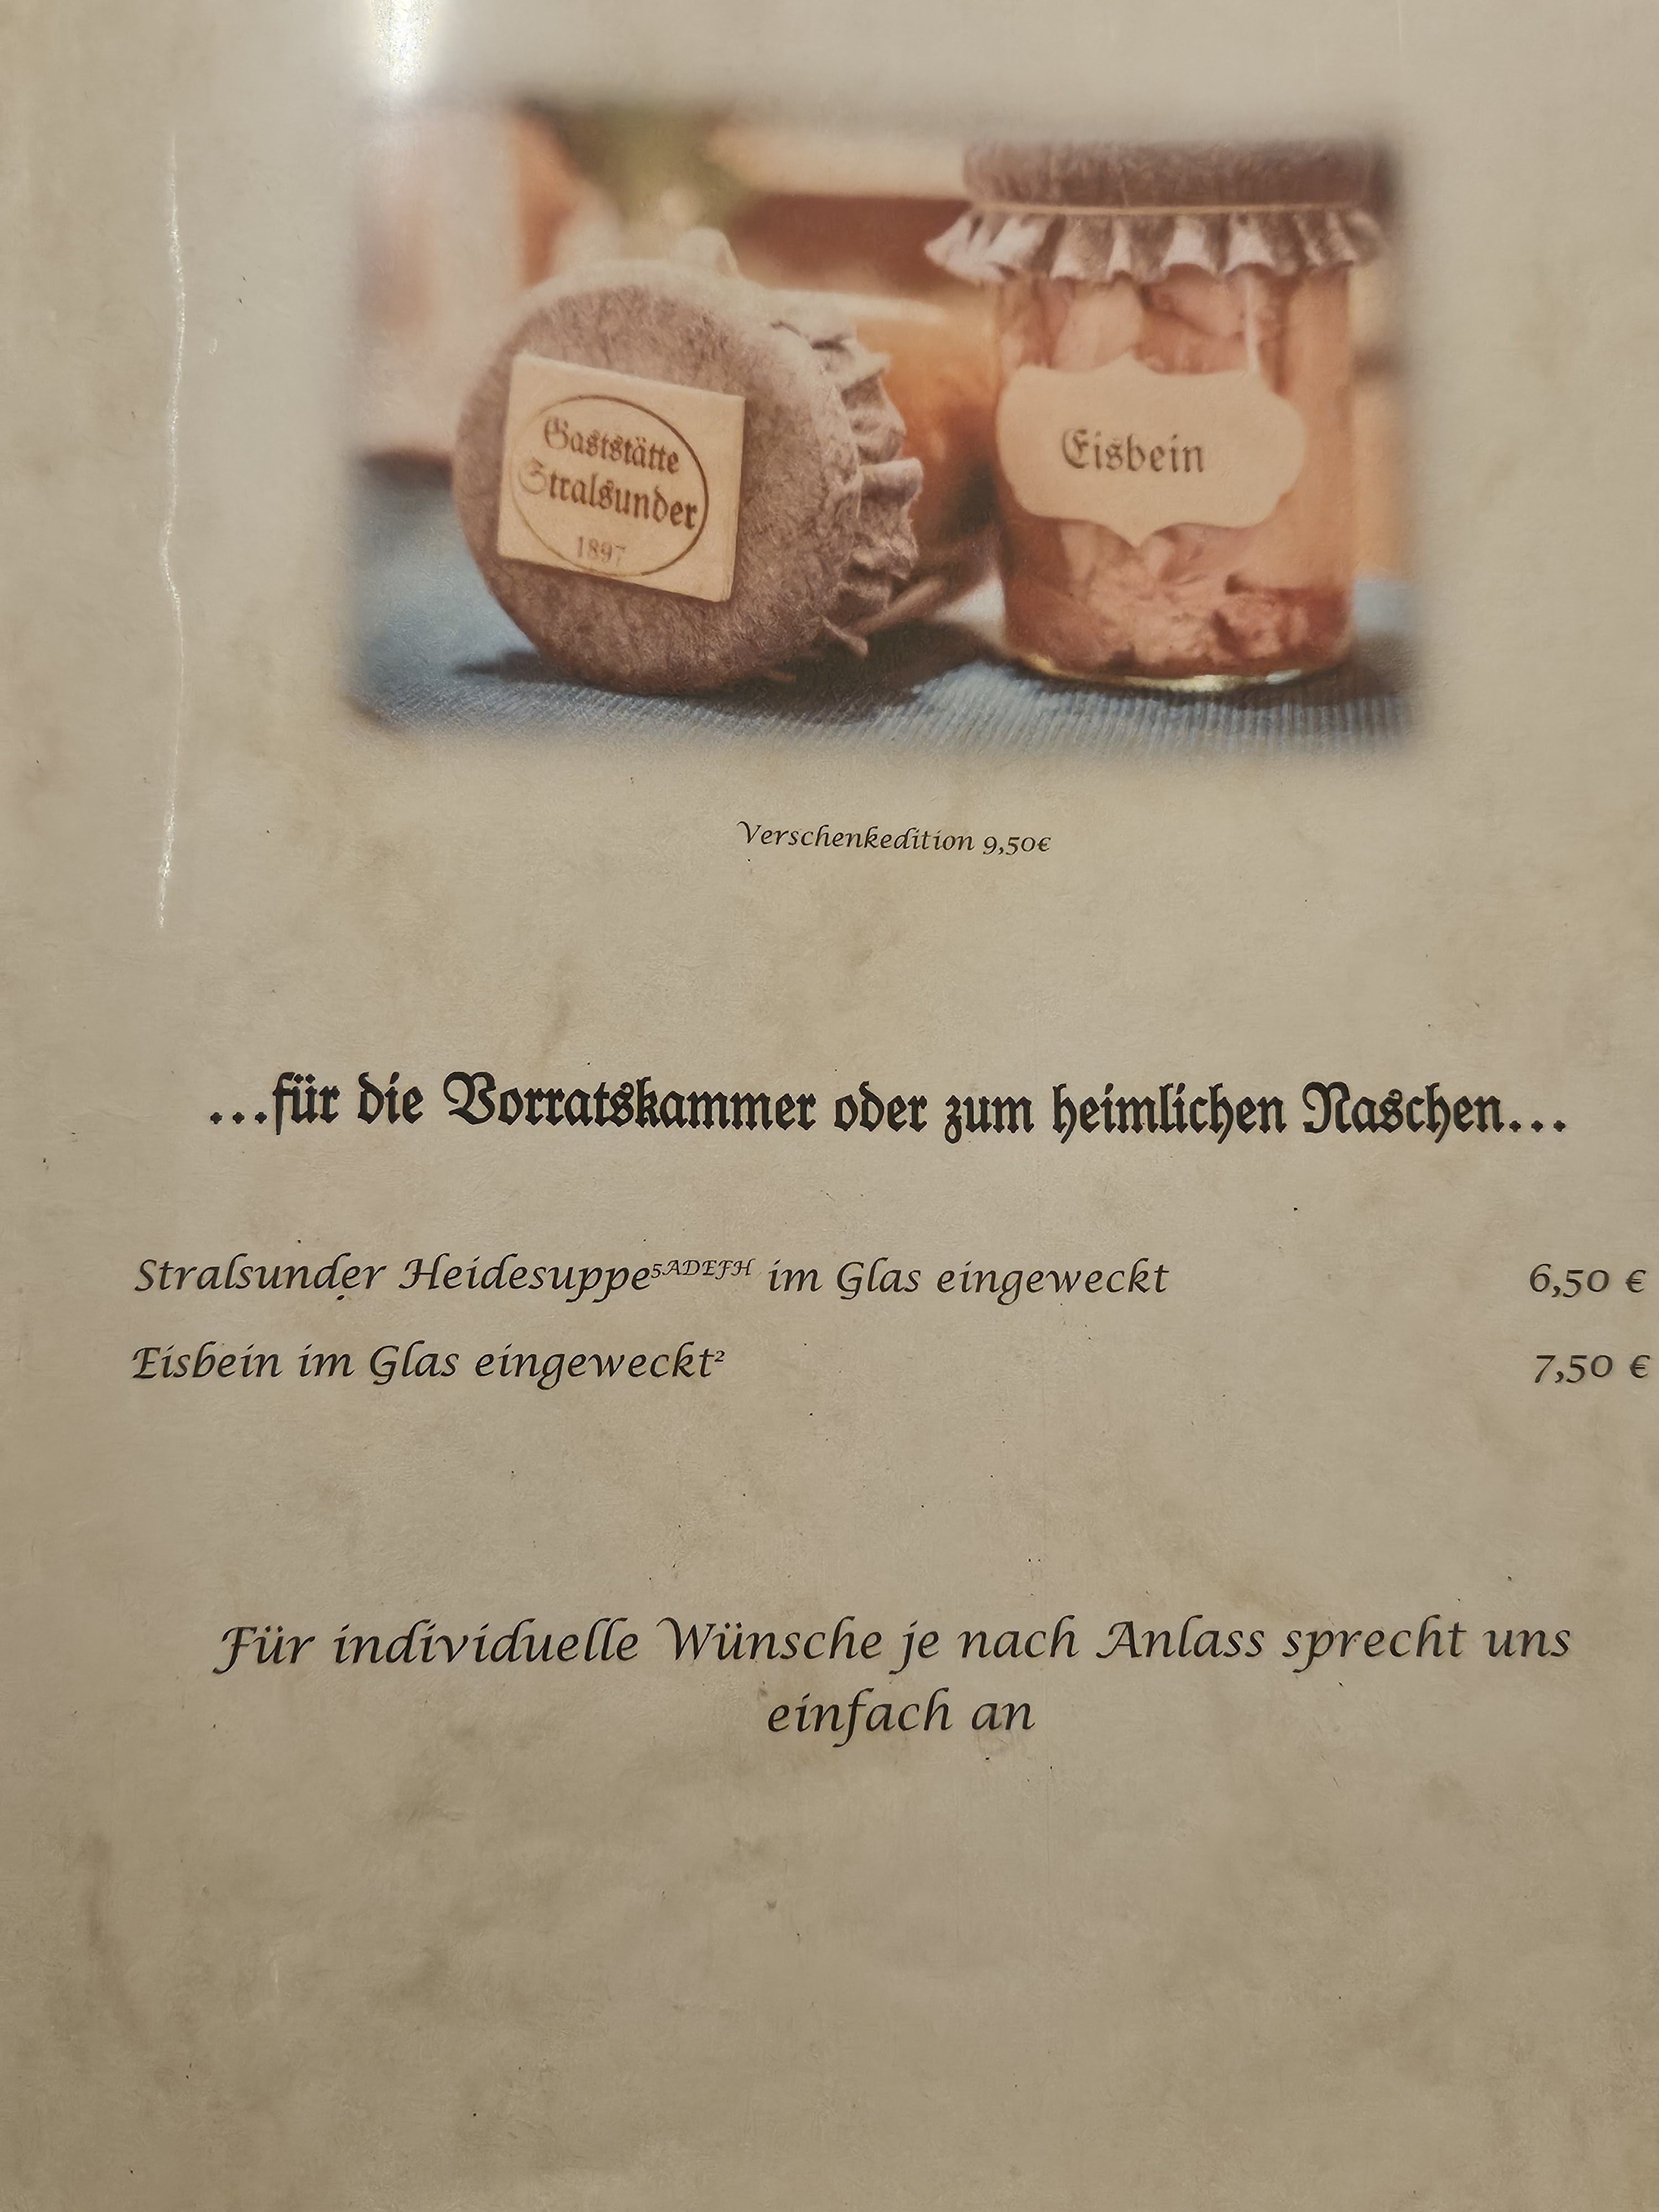 Gaststätte
Stralsunder
1897
Eisbein
Verschenkedition 9,50€
...für die Vorratskammer oder zum heimlichen Naschen...
Stralsunder Heidesuppe⁵ᴬᴰᴱᶠᴴ im Glas eingeweckt 6,50 €
Eisbein im Glas eingeweckt² 7,50 €
Für individuelle Wünsche je nach Anlass sprecht uns
einfach an